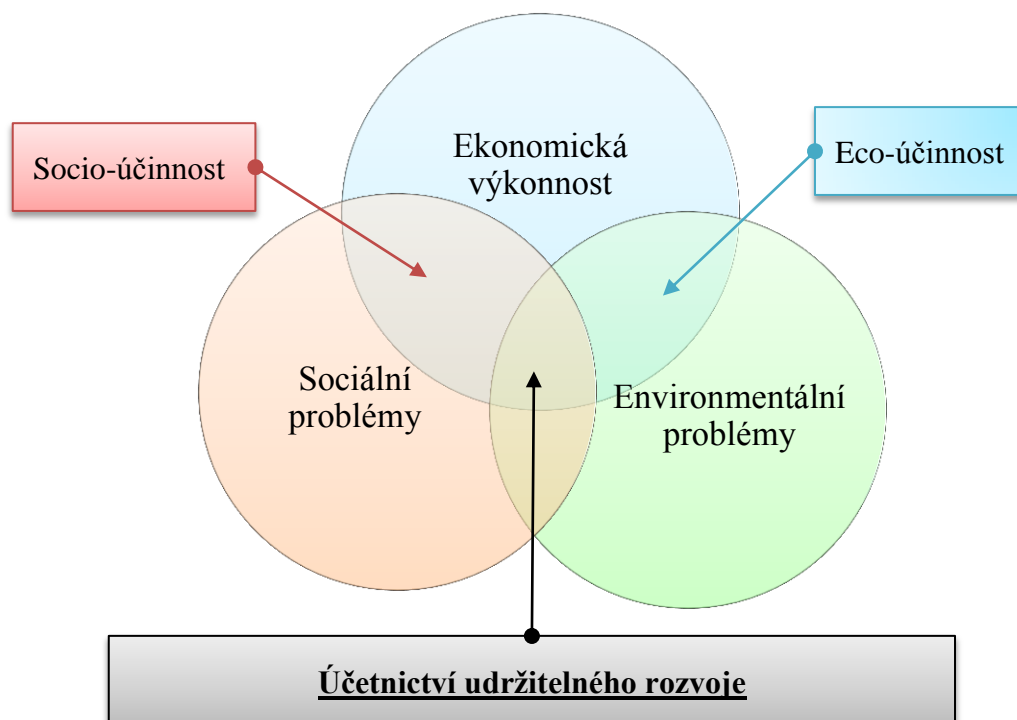 Ekonomická
výkonnost
Socio-účinnost
Eco-účinnost
Sociální
problémy
Environmentální
problémy
Účetnictví udržitelného rozvoje